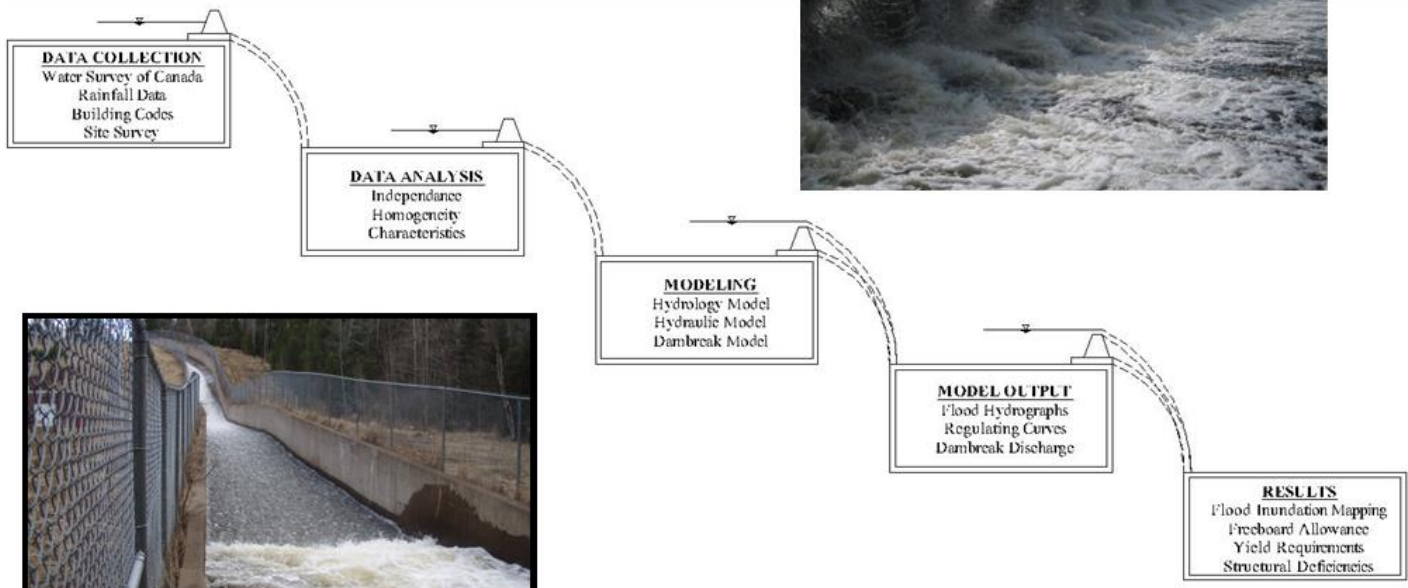 DATA COLLECTION
Water Survey of Canada
Rainfall Data
Building Codes
Site Survey
DATA ANALYSIS
Independance
Homogeneity
Characteristics
MODELING
Hydrology Model
Hydraulic Model
Dambreak Model
MODEL OUTPUT
Flood Hydrographs
Regulating Curves
Dambreak Discharge
RESULTS
Flood Inundation Mapping
Freeboard Allowance
Yield Requirements
Structural Deficiencies